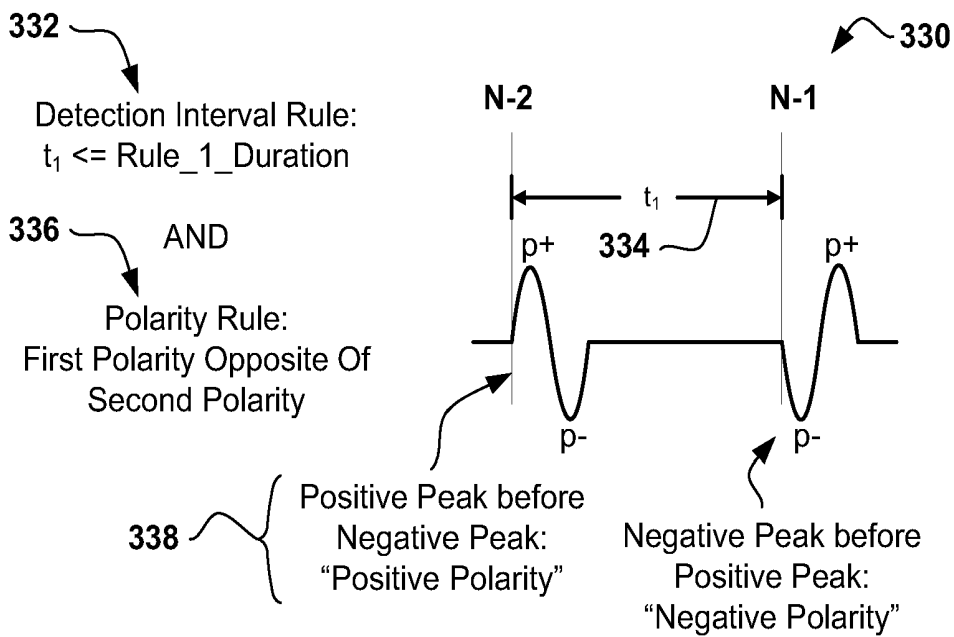 332
330
N-2
N-1
Detection Interval Rule:
t₁ <= Rule_1_Duration
t₁
334
336
AND
p+
p+
Polarity Rule:
First Polarity Opposite Of
Second Polarity
p-
p-
338
Positive Peak before
Negative Peak:
“Positive Polarity”
Negative Peak before
Positive Peak:
“Negative Polarity”